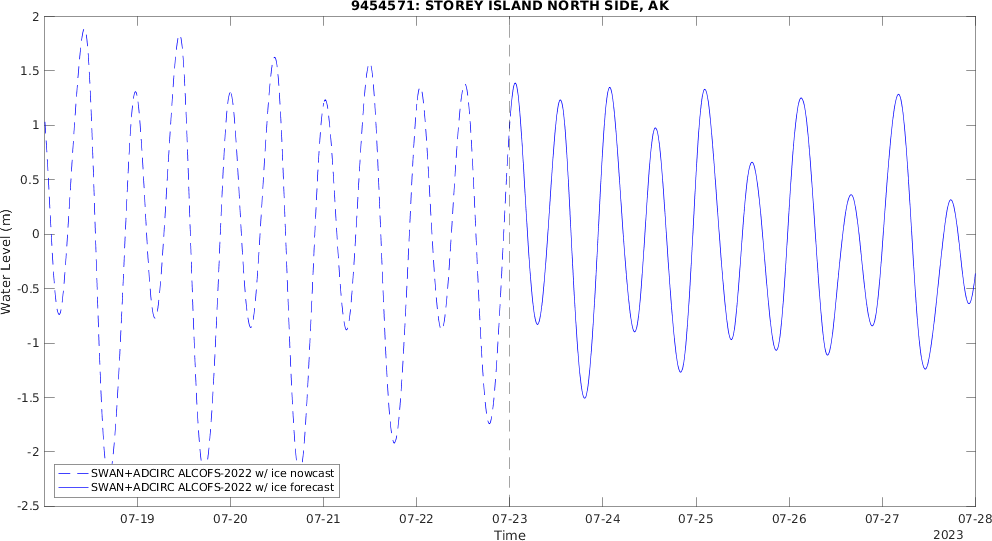 9454571: STOREY ISLAND NORTH SIDE, AK
2
1.5
1
0.5
0
-0.5
-1
-1.5
-2
-2.5
Water Level (m)
SWAN+ADCIRC ALCOFS-2022 w/ ice nowcast
SWAN+ADCIRC ALCOFS-2022 w/ ice forecast
07-19 07-20 07-21 07-22 07-23 07-24 07-25 07-26 07-27 07-28
Time
2023